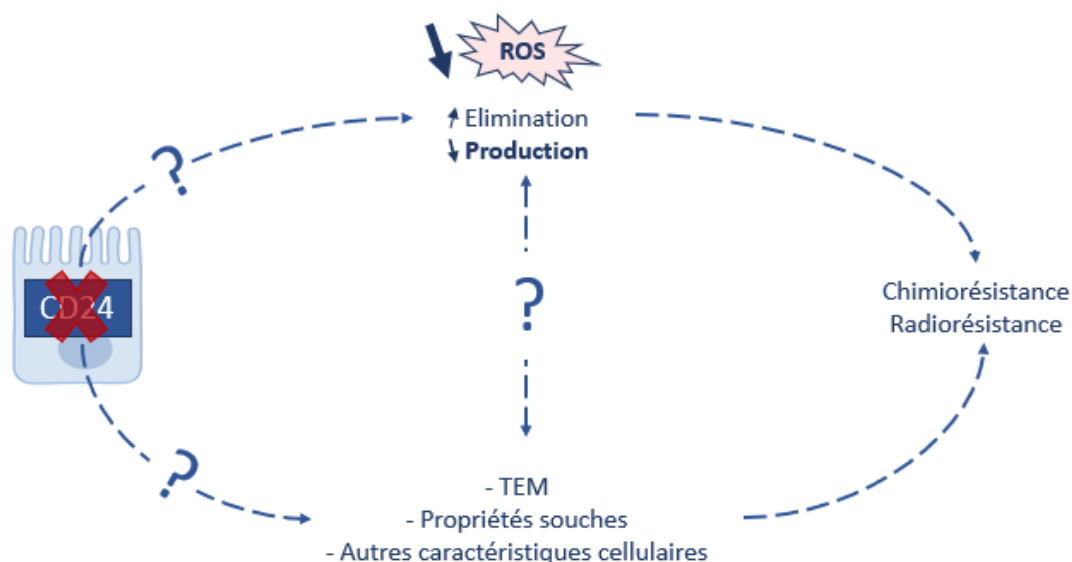 ROS
Elimination
Production
?
CD24
?
Chimiorésistance
Radiorésistance
?
- TEM
- Propriétés souches
- Autres caractéristiques cellulaires